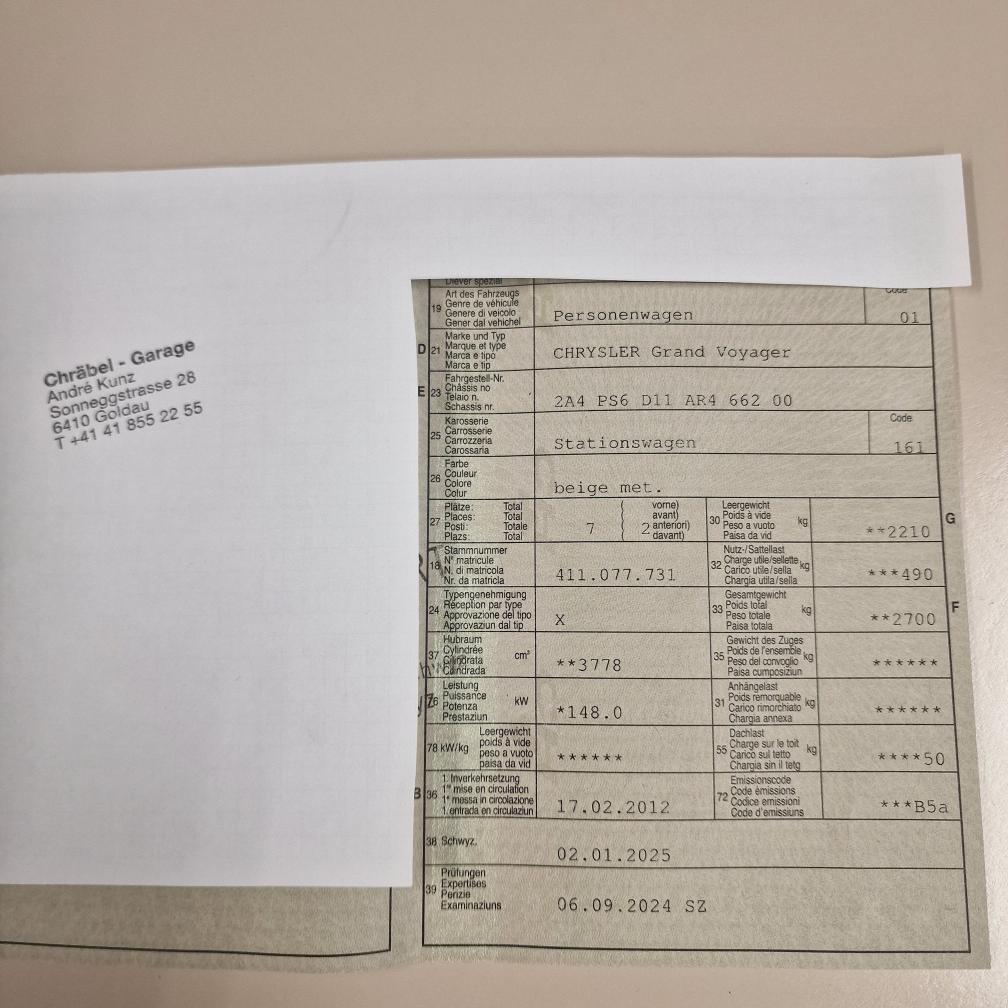 Chräbel - Garage
André Kunz
Sonneggstrasse 28
6410 Goldau
T +41 41 855 22 55
Code
19 Art des Fahrzeugs
Genre de véhicule
Genere di veicolo
Gener dal vehichel
Personenwagen 01
D 21 Marke und Typ
Marque et type
Marca e tipo
Marca e tip
CHRYSLER Grand Voyager
E 23 Fahrgestell-Nr.
Châssis no
Telaio n.
Schassis nr.
2A4 PS6 D11 AR4 662 00
25 Karosserie
Carrosserie
Carrozzeria
Carossaria
Stationswagen
Code
161
26 Farbe
Couleur
Colore
Colur
beige met.
27 Plätze: Total
Places: Total
Posti: Totale
Plazs: Total
7
2
vorne)
avant)
anteriori)
davant)
30 Leergewicht
Poids à vide
Peso a vuoto
Paisa da vid
kg
**2210
G
18 Stammnummer
N° matricule
N. di matricola
Nr. da matricla
411.077.731
32 Nutz-/Sattellast
Charge utile/sellette
Carico utile/sella
Chargia utila/sella
kg
***490
24 Typengenehmigung
Réception par type
Approvazione del tipo
Approvaziun dal tip
X
33 Gesamtgewicht
Poids total
Peso totale
Paisa totala
kg
**2700
F
37 Hubraum
Cylindrée
Cilindrata
Cilindrada
cm³
**3778
35 Gewicht des Zuges
Poids de l'ensemble
Peso del convoglio
Paisa cumposiziun
kg
******
76 Leistung
Puissance
Potenza
Prestaziun
kW
*148.0
31 Anhängelast
Poids remorquable
Carico rimorchiato
Chargia annexa
kg
******
78 kW/kg
Leergewicht
poids à vide
peso a vuoto
paisa da vid
******
55 Dachlast
Charge sur le toit
Carico sul tetto
Chargia sin il tetg
kg
****50
B 36 1. Inverkehrsetzung
1re mise en circulation
1a messa in circolazione
1. entrada en circulaziun
17.02.2012
72 Emissionscode
Code émissions
Codice emissioni
Code d'emissiuns
***B5a
38 Schwyz,
02.01.2025
39 Prüfungen
Expertises
Perizie
Examinaziuns
06.09.2024 SZ